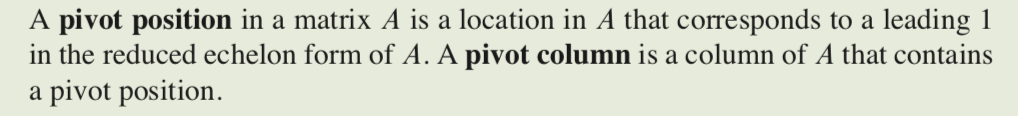 A pivot position in a matrix A is a location in A that corresponds to a leading 1
in the reduced echelon form of A. A pivot column is a column of A that contains
a pivot position.